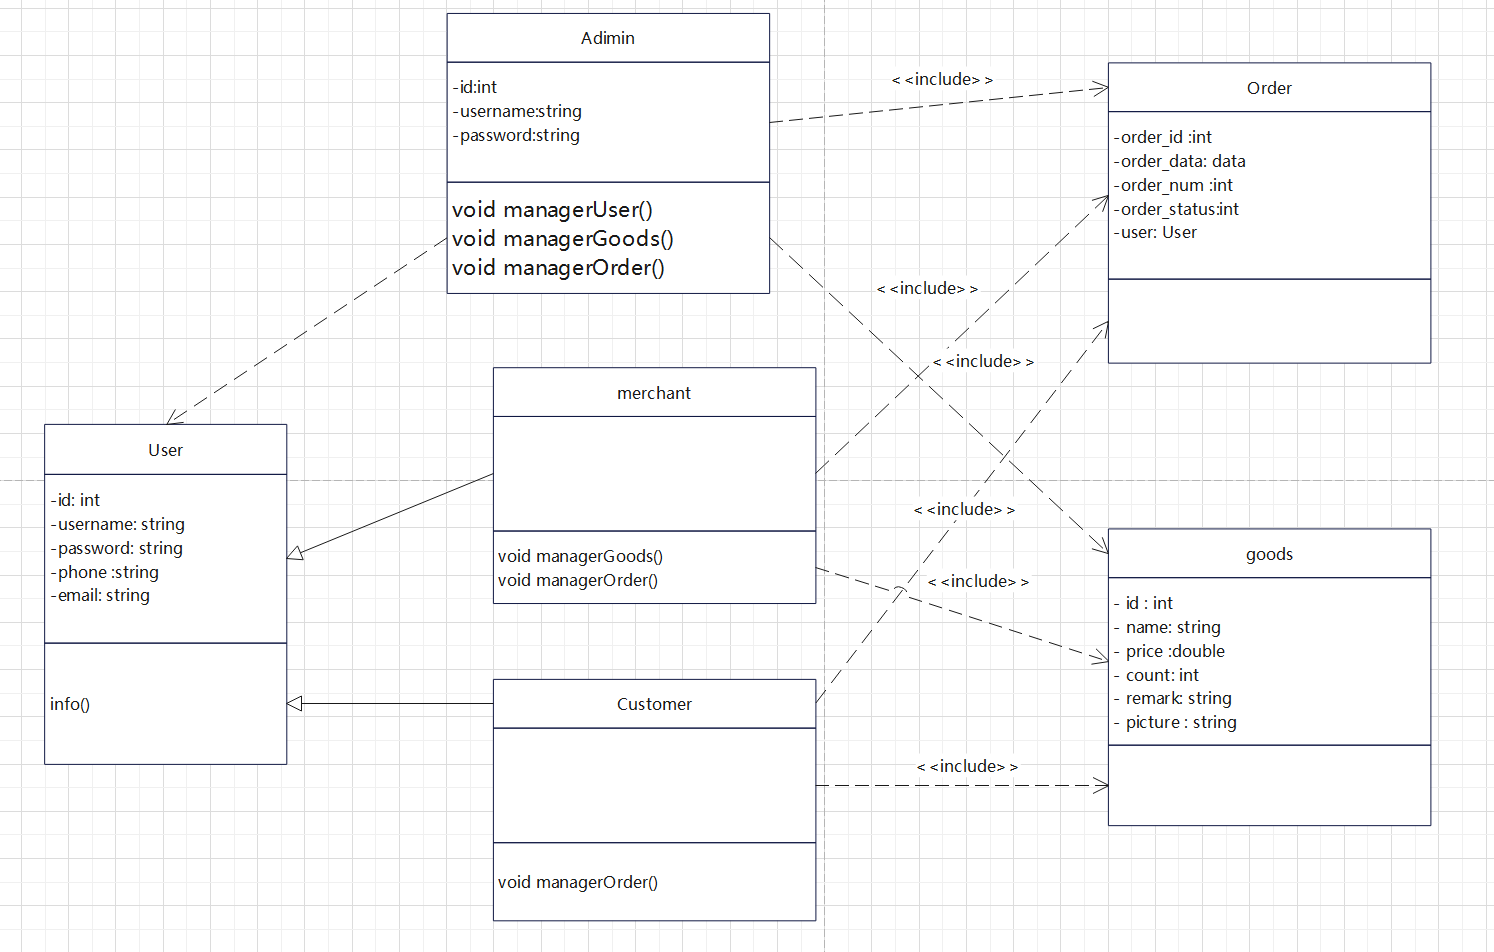 Adimin
-id:int
-username:string
-password:string
void managerUser()
void managerGoods()
void managerOrder()
< <include> >
Order
-order_id :int
-order_data: data
-order_num :int
-order_status:int
-user: User
< <include> >
< <include> >
merchant
void managerGoods()
void managerOrder()
User
-id: int
-username: string
-password: string
-phone :string
-email: string
info()
< <include> >
< <include> >
goods
- id : int
- name: string
- price :double
- count: int
- remark: string
- picture : string
Customer
void managerOrder()
< <include> >